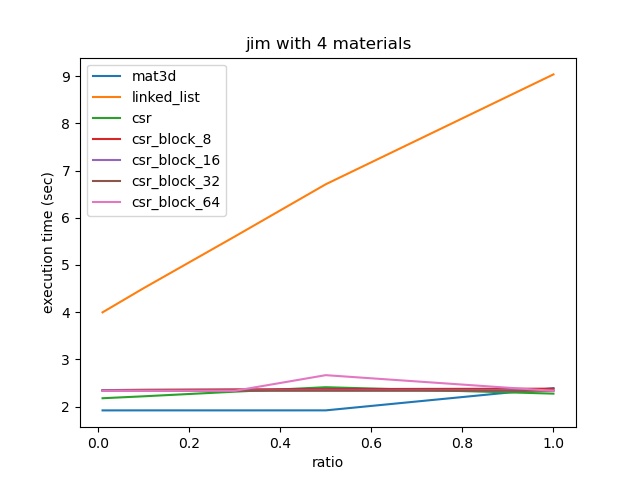 jim with 4 materials
mat3d
linked_list
csr
csr_block_8
csr_block_16
csr_block_32
csr_block_64
execution time (sec)
9
8
7
6
5
4
3
2
0.0 0.2 0.4 0.6 0.8 1.0
ratio